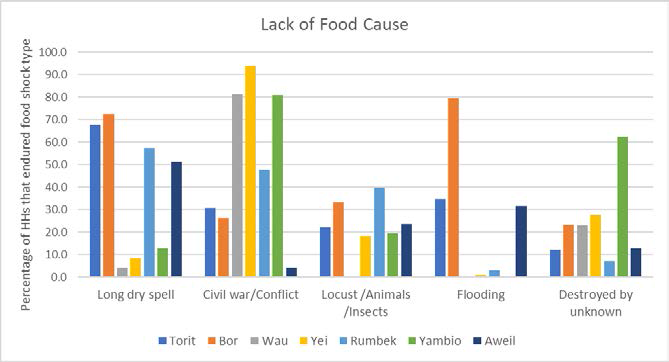 Lack of Food Cause
Percentage of HHs that endured food shock type
100.0
90.0
80.0
70.0
60.0
50.0
40.0
30.0
20.0
10.0
0.0
Long dry spell
Civil war/Conflict
Locust /Animals
/Insects
Flooding
Destroyed by
unknown
Torit Bor Wau Yei Rumbek Yambio Aweil